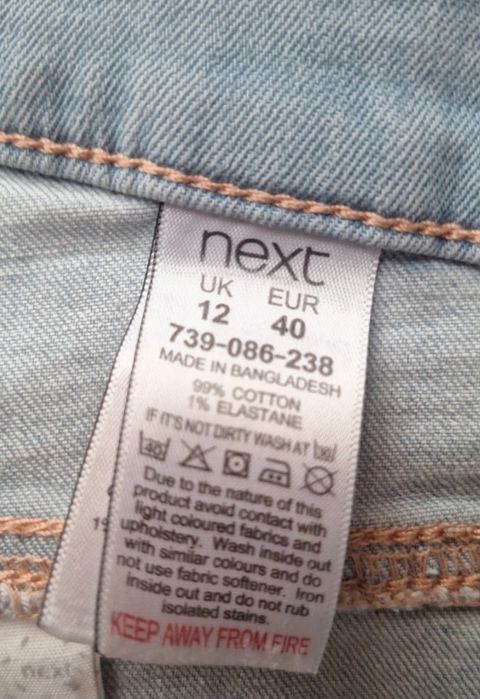 next
UK EUR
12 40
739-086-238
MADE IN BANGLADESH
99% COTTON
1% ELASTANE
IF IT'S NOT DIRTY WASH AT 30
40
Due to the nature of this
product avoid contact with
light coloured fabrics and
upholstery. Wash inside out
with similar colours and do
not use fabric softener. Iron
inside out and do not rub
isolated stains.
KEEP AWAY FROM FIRE
next